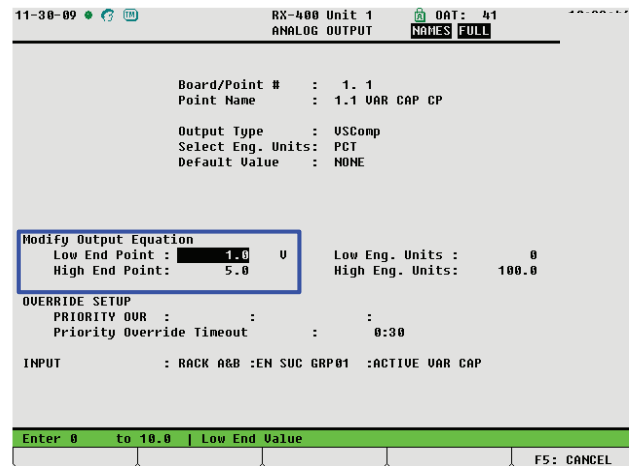 11-30-09 RX-400 Unit 1 OAT: 41
ANALOG OUTPUT NAMES FULL
Board/Point # : 1. 1
Point Name : 1.1 VAR CAP CP
Output Type : VSComp
Select Eng. Units: PCT
Default Value : NONE
Modify Output Equation
Low End Point : 1.0 V Low Eng. Units : 0
High End Point: 5.0 High Eng. Units: 100.0
OVERRIDE SETUP
PRIORITY OVR : : :
Priority Override Timeout : 0:30
INPUT : RACK A&B :EN SUC GRP01 :ACTIVE VAR CAP
Enter 0 to 10.0 | Low End Value
F5: CANCEL